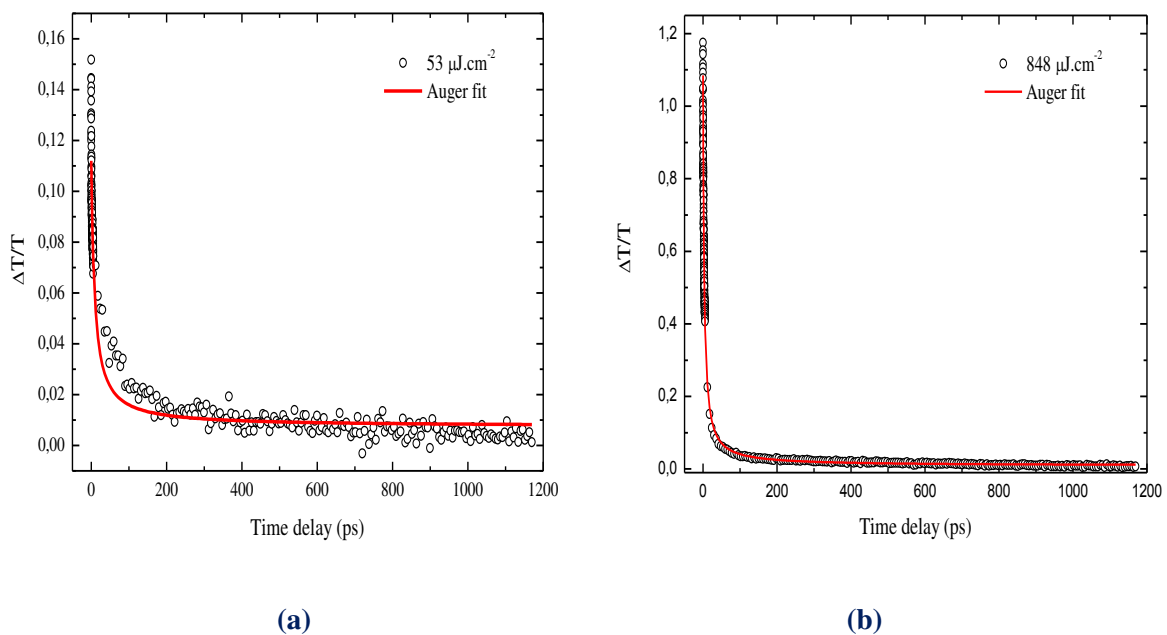 0,16
0,14
0,12
0,10
0,08
0,06
0,04
0,02
0,00
ΔT/T
53 μJ.cm-2
Auger fit
0 200 400 600 800 1000 1200
Time delay (ps)
(a)
1,2
1,0
0,8
0,6
0,4
0,2
0,0
ΔT/T
848 μJ.cm-2
Auger fit
0 200 400 600 800 1000 1200
Time delay (ps)
(b)